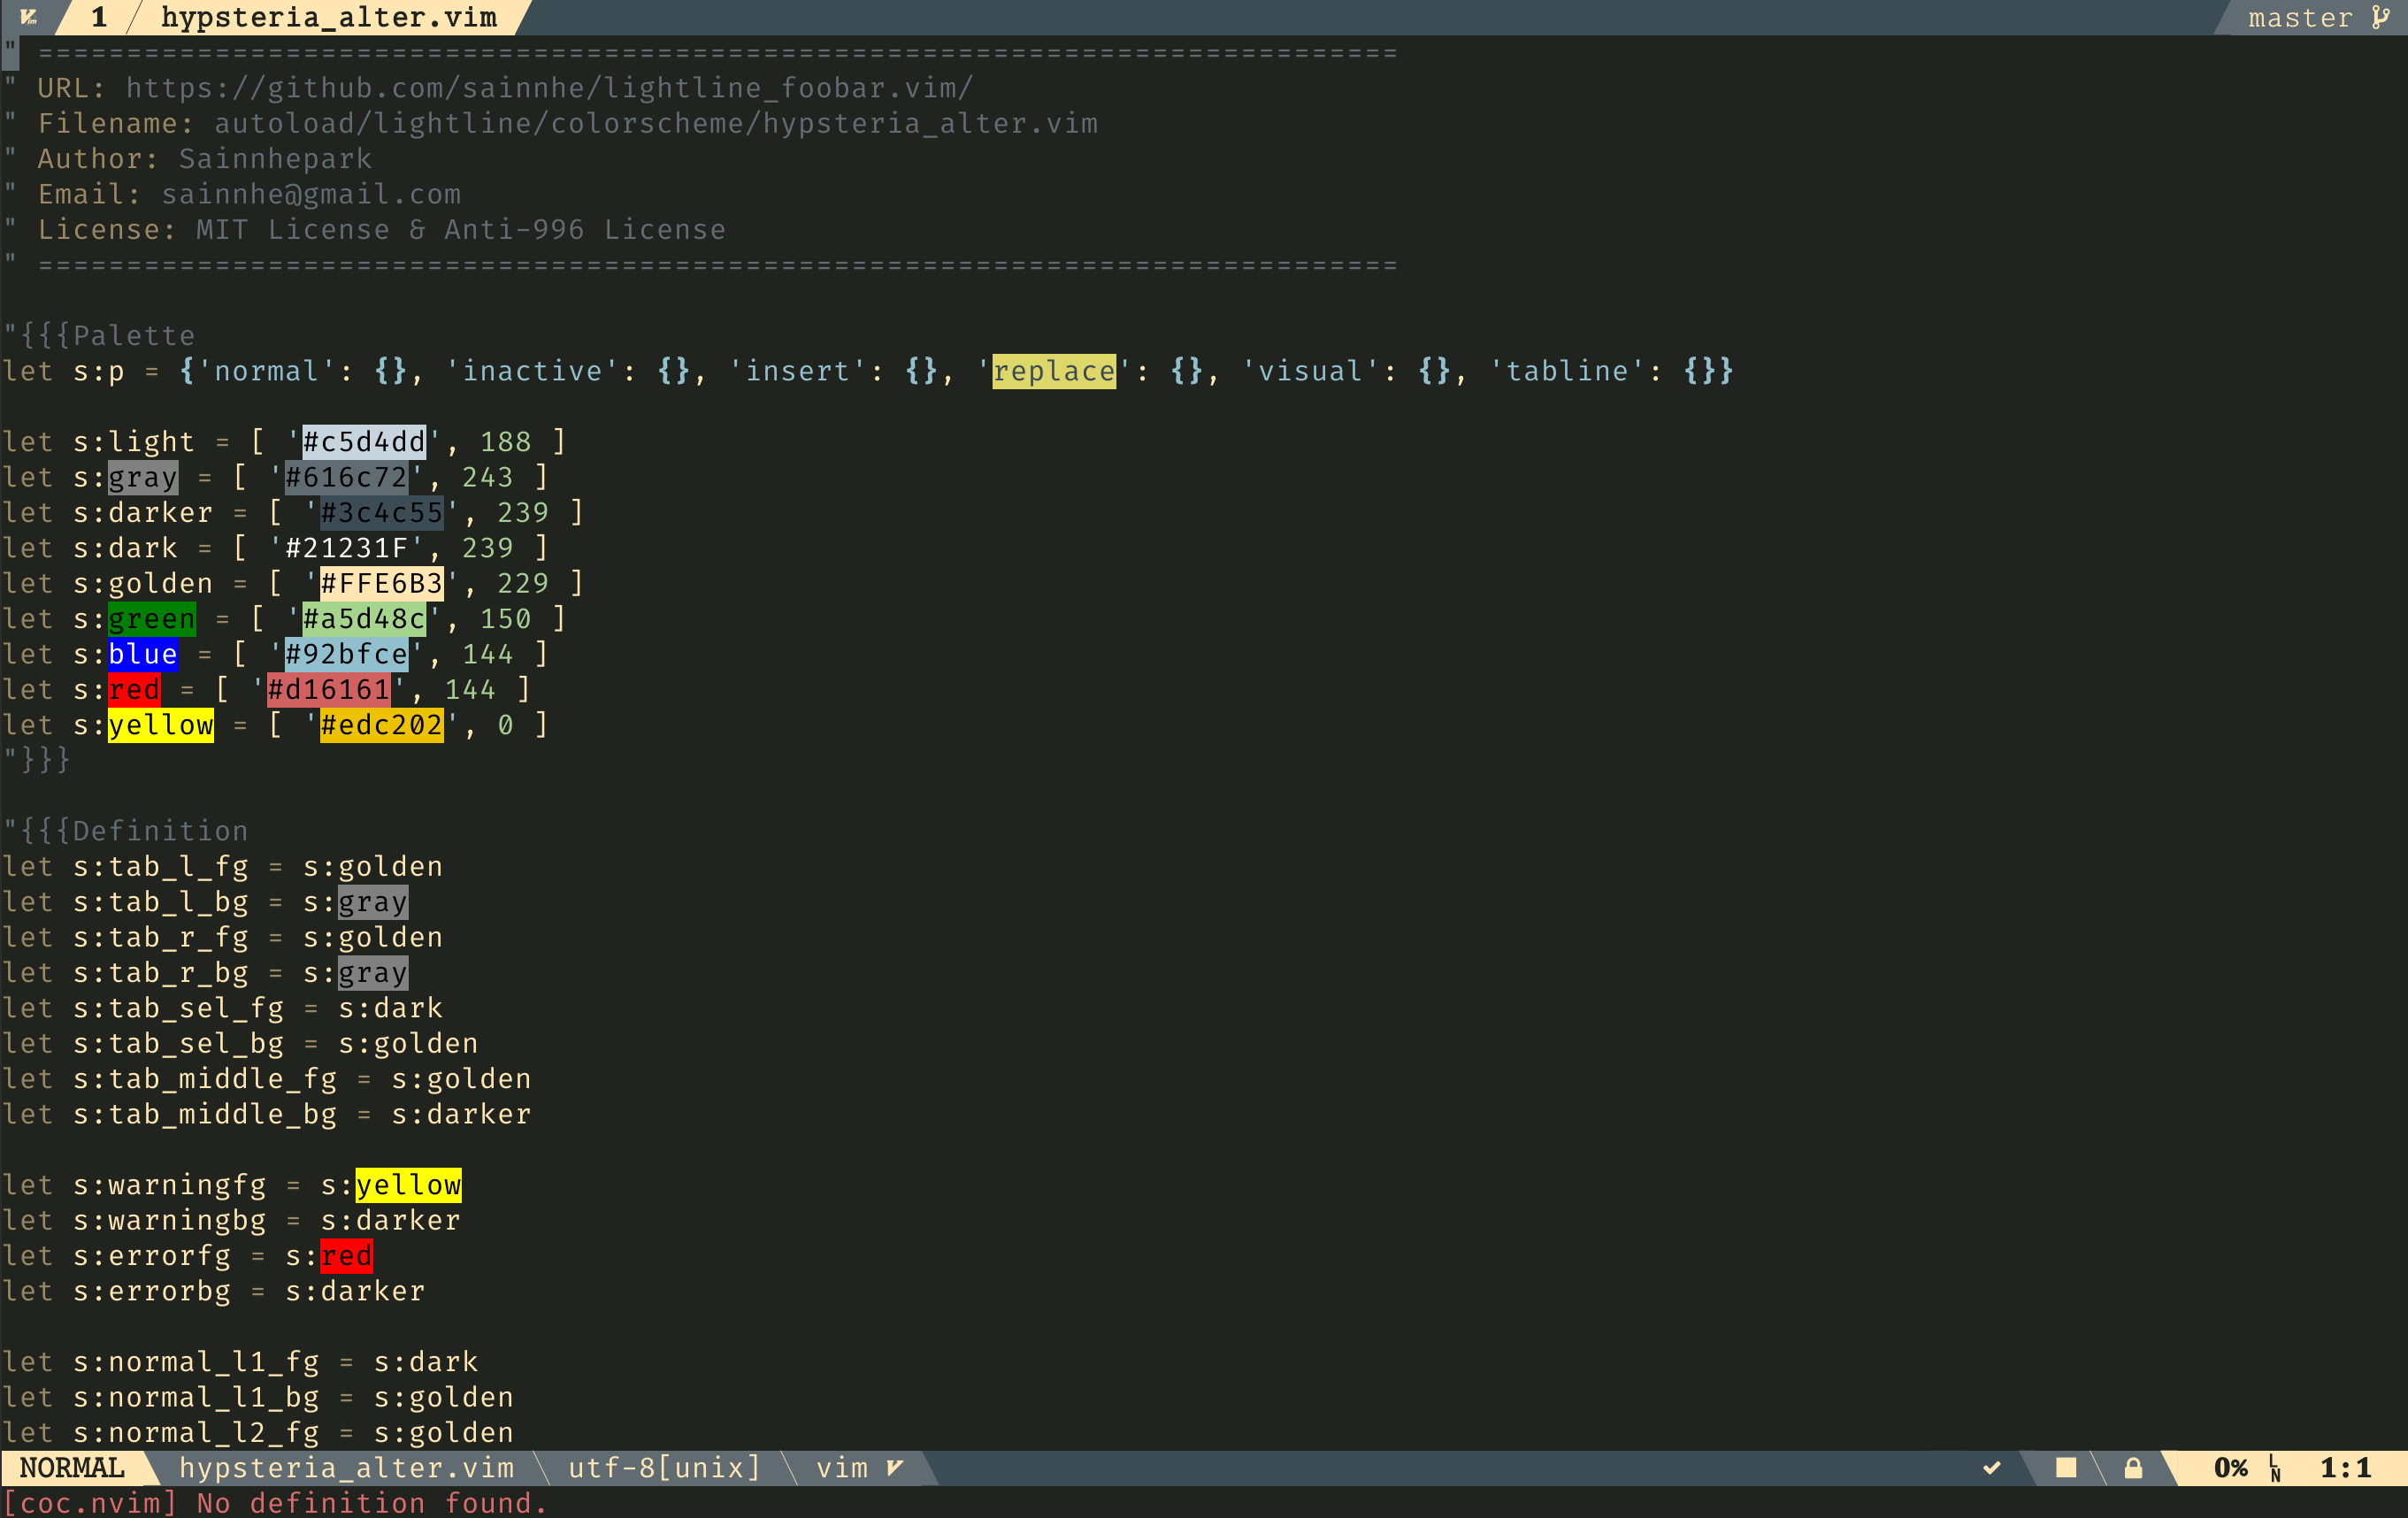 1 hypsteria_alter.vim master
" =============================================================================
" URL: https://github.com/sainnhe/lightline_foobar.vim/
" Filename: autoload/lightline/colorscheme/hypsteria_alter.vim
" Author: Sainnhepark
" Email: sainnhe@gmail.com
" License: MIT License & Anti-996 License
" =============================================================================
"{{{Palette
let s:p = {'normal': {}, 'inactive': {}, 'insert': {}, 'replace': {}, 'visual': {}, 'tabline': {}}
let s:light = [ '#c5d4dd', 188 ]
let s:gray = [ '#616c72', 243 ]
let s:darker = [ '#3c4c55', 239 ]
let s:dark = [ '#21231F', 239 ]
let s:golden = [ '#FFE6B3', 229 ]
let s:green = [ '#a5d48c', 150 ]
let s:blue = [ '#92bfce', 144 ]
let s:red = [ '#d16161', 144 ]
let s:yellow = [ '#edc202', 0 ]
"}}}
"{{{Definition
let s:tab_l_fg = s:golden
let s:tab_l_bg = s:gray
let s:tab_r_fg = s:golden
let s:tab_r_bg = s:gray
let s:tab_sel_fg = s:dark
let s:tab_sel_bg = s:golden
let s:tab_middle_fg = s:golden
let s:tab_middle_bg = s:darker
let s:warningfg = s:yellow
let s:warningbg = s:darker
let s:errorfg = s:red
let s:errorbg = s:darker
let s:normal_l1_fg = s:dark
let s:normal_l1_bg = s:golden
let s:normal_l2_fg = s:golden
NORMAL hypsteria_alter.vim utf-8[unix] vim 0% LN 1:1
[coc.nvim] No definition found.